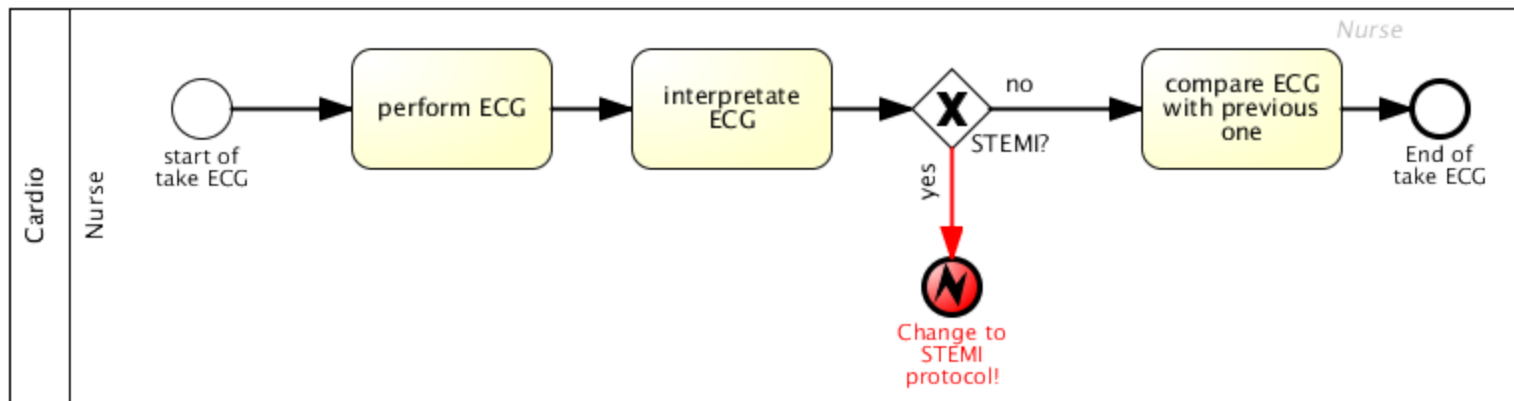 Cardio
Nurse
Nurse
start of
take ECG
perform ECG
interpretate
ECG
no
STEMI?
yes
Change to
STEMI
protocol!
compare ECG
with previous
one
End of
take ECG